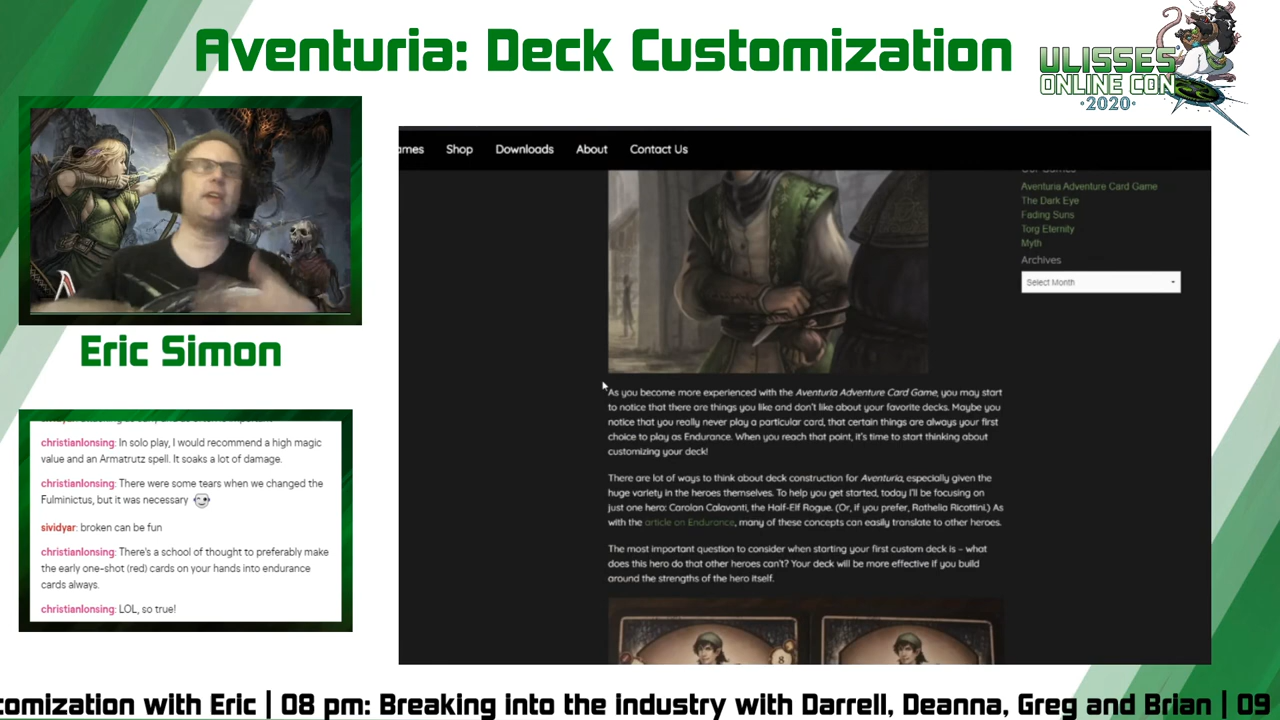 Aventuria: Deck Customization
ULISSES
ONLINE CON
·2020·
Eric Simon
christianlonsing: In solo play, I would recommend a high magic
value and an Armatrutz spell. It soaks a lot of damage.
christianlonsing: There were some tears when we changed the
Fulminictus, but it was necessary
sividyar: broken can be fun
christianlonsing: There's a school of thought to preferably make
the early one-shot (red) cards on your hands into endurance
cards always.
christianlonsing: LOL, so true!
ames Shop Downloads About Contact Us
Our Games
Aventuria Adventure Card Game
The Dark Eye
Fading Suns
Torg Eternity
Myth
Archives
Select Month
As you become more experienced with the Aventuria Adventure Card Game, you may start
to notice that there are things you like and don't like about your favorite decks. Maybe you
notice that you really never play a particular card, that certain things are always your first
choice to play as Endurance. When you reach that point, it's time to start thinking about
customizing your deck!
There are lot of ways to think about deck construction for Aventuria, especially given the
huge variety in the heroes themselves. To help you get started, today I'll be focusing on
just one hero: Carolan Calavanti, the Half-Elf Rogue. (Or, if you prefer, Rathelia Ricottini.) As
with the article on Endurance, many of these concepts can easily translate to other heroes.
The most important question to consider when starting your first custom deck is – what
does this hero do that other heroes can't? Your deck will be more effective if you build
around the strengths of the hero itself.
8
tomization with Eric | 08 pm: Breaking into the industry with Darrell, Deanna, Greg and Brian | 09